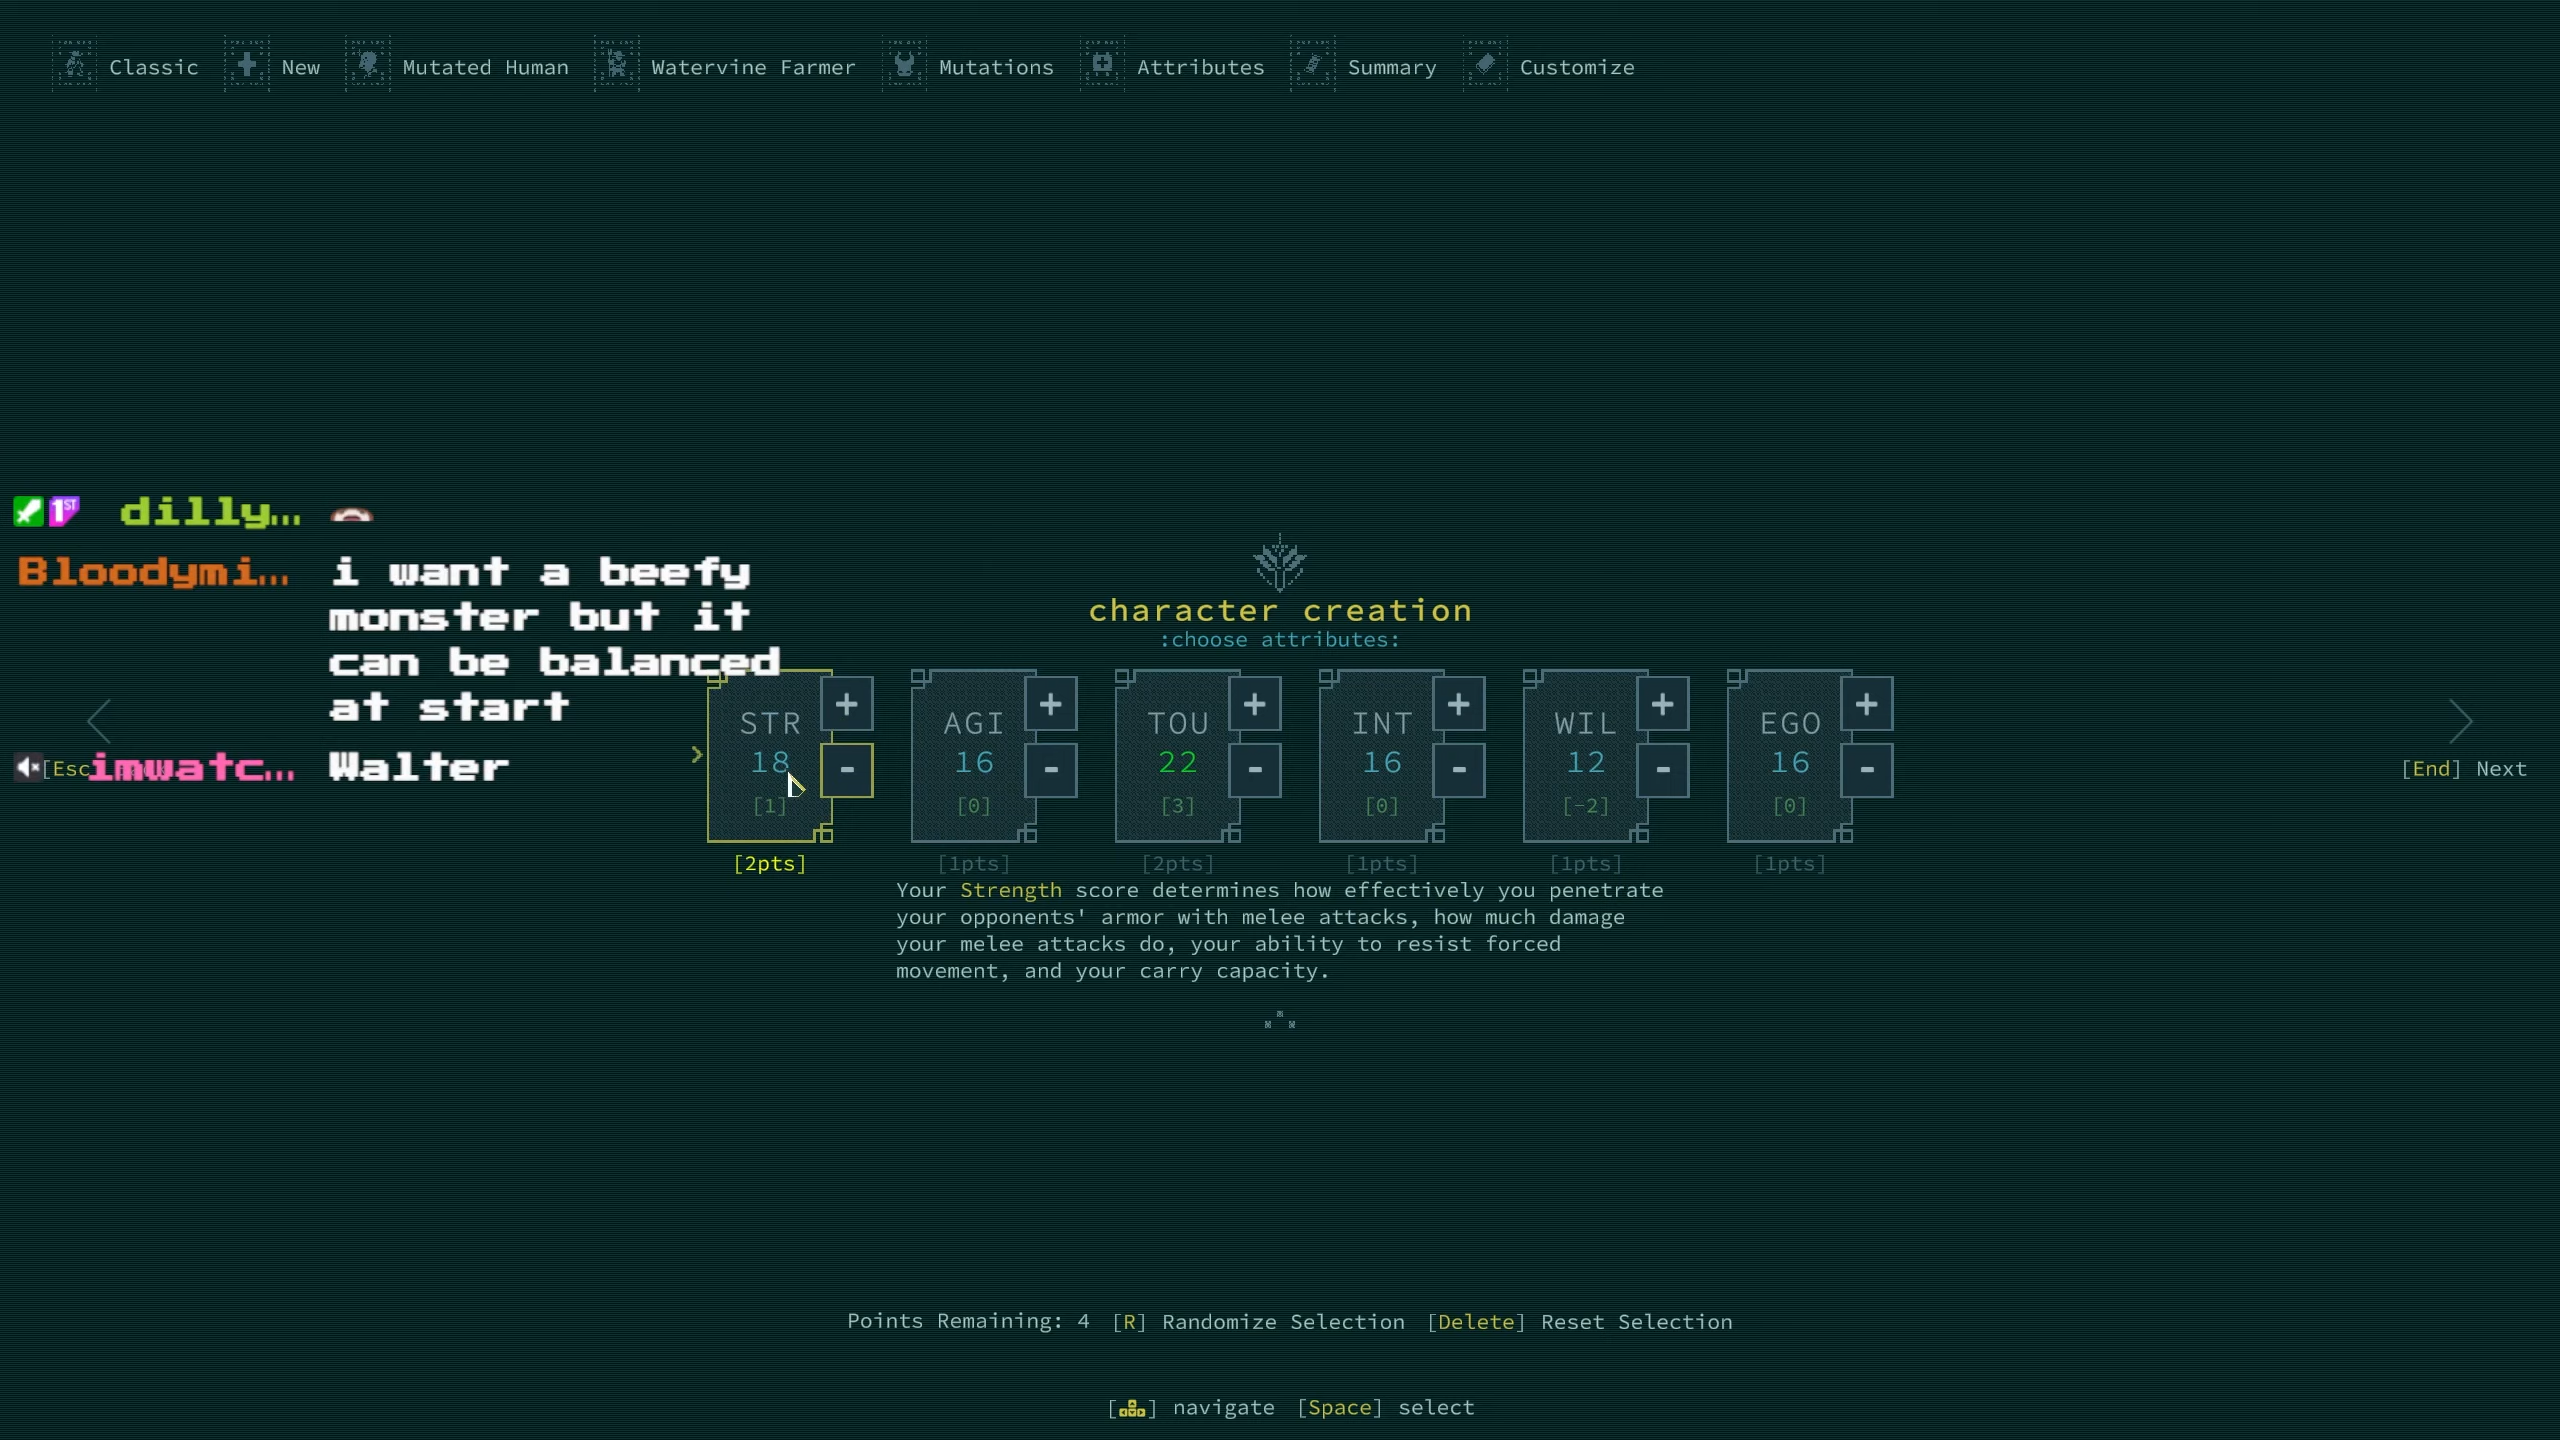 Classic New Mutated Human Watervine Farmer Mutations Attributes Summary Customize
1ST dilly…
Bloodymi… i want a beefy
monster but it
can be balanced
at start
imwatc… Walter
[Esc
character creation
:choose attributes:
STR + AGI + TOU + INT + WIL + EGO +
18 - 16 - 22 - 16 - 12 - 16 -
[1] [0] [3] [0] [-2] [0]
[2pts] [1pts] [2pts] [1pts] [1pts] [1pts]
[End] Next
Your Strength score determines how effectively you penetrate
your opponents' armor with melee attacks, how much damage
your melee attacks do, your ability to resist forced
movement, and your carry capacity.
Points Remaining: 4 [R] Randomize Selection [Delete] Reset Selection
navigate [Space] select